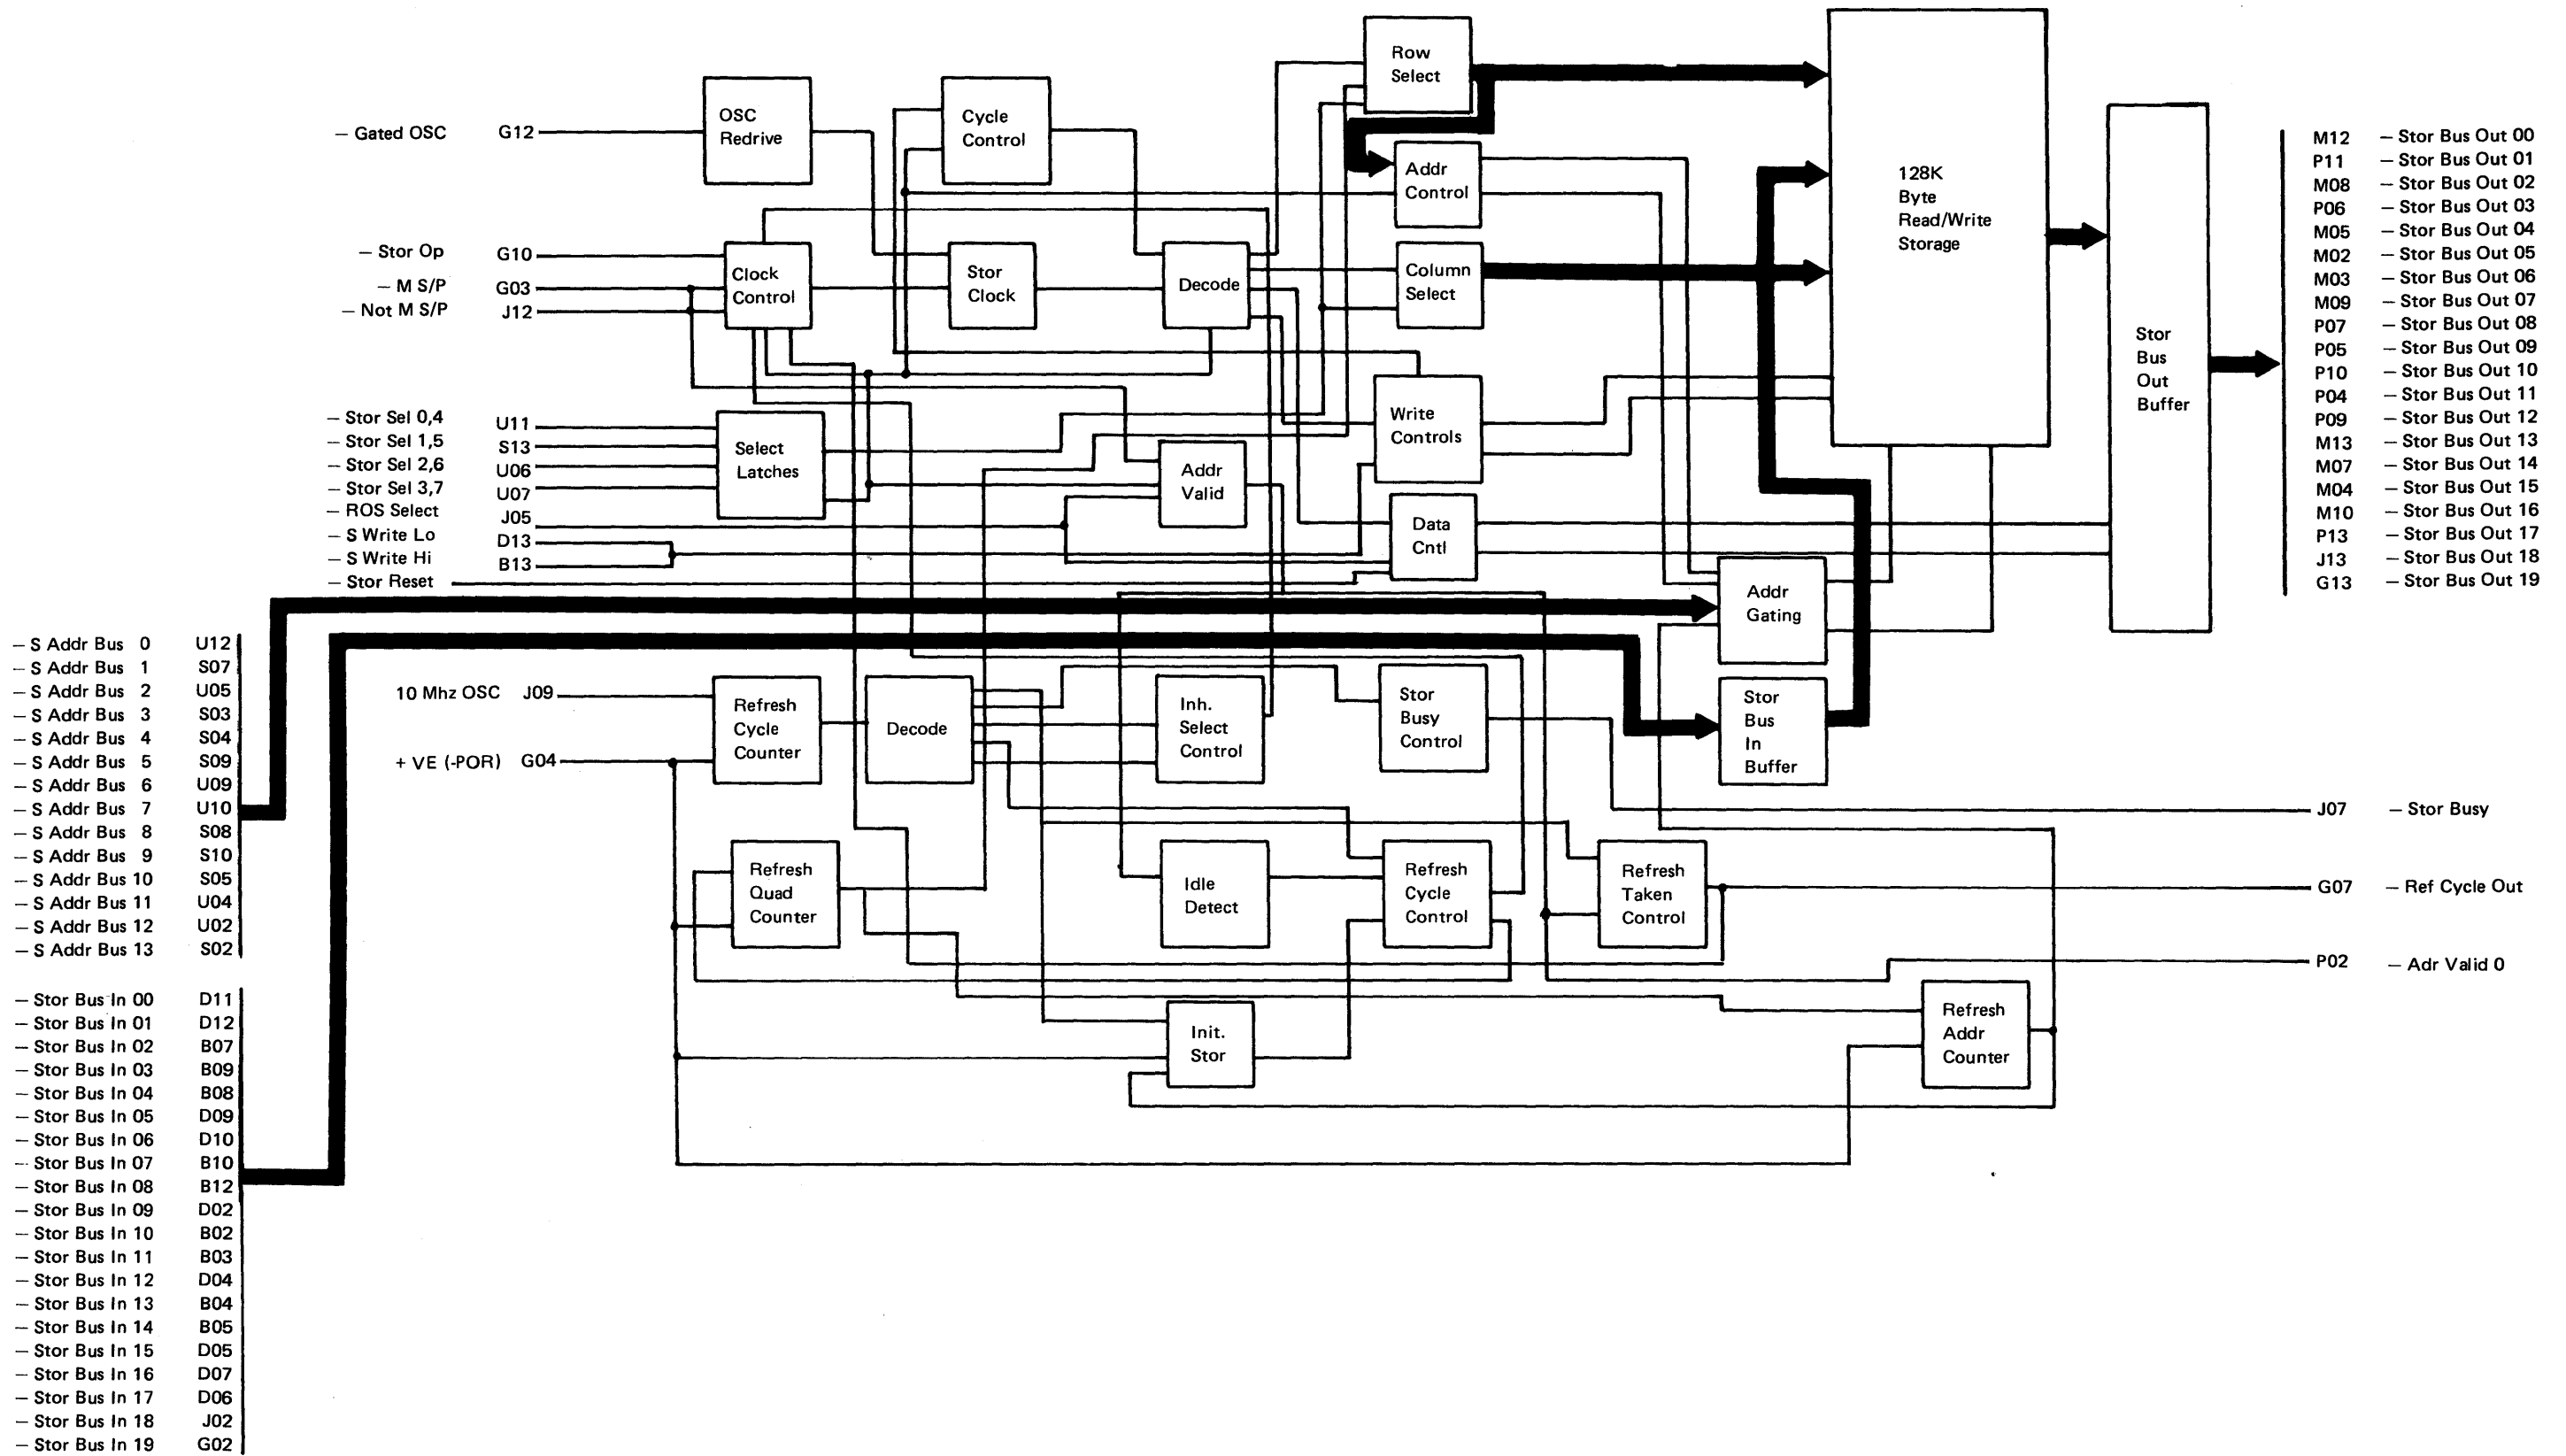 — Gated OSC G12
— Stor Op G10
— M S/P G03
— Not M S/P J12
— Stor Sel 0,4 U11
— Stor Sel 1,5 S13
— Stor Sel 2,6 U06
— Stor Sel 3,7 U07
— ROS Select J05
— S Write Lo D13
— S Write Hi B13
— Stor Reset
— S Addr Bus 0 U12
— S Addr Bus 1 S07
— S Addr Bus 2 U05
— S Addr Bus 3 S03
— S Addr Bus 4 S04
— S Addr Bus 5 S09
— S Addr Bus 6 U09
— S Addr Bus 7 U10
— S Addr Bus 8 S08
— S Addr Bus 9 S10
— S Addr Bus 10 S05
— S Addr Bus 11 U04
— S Addr Bus 12 U02
— S Addr Bus 13 S02
— Stor Bus In 00 D11
— Stor Bus In 01 D12
— Stor Bus In 02 B07
— Stor Bus In 03 B09
— Stor Bus In 04 B08
— Stor Bus In 05 D09
— Stor Bus In 06 D10
— Stor Bus In 07 B10
— Stor Bus In 08 B12
— Stor Bus In 09 D02
— Stor Bus In 10 B02
— Stor Bus In 11 B03
— Stor Bus In 12 D04
— Stor Bus In 13 B04
— Stor Bus In 14 B05
— Stor Bus In 15 D05
— Stor Bus In 16 D07
— Stor Bus In 17 D06
— Stor Bus In 18 J02
— Stor Bus In 19 G02
10 Mhz OSC J09
+ VE (-POR) G04
OSC
Redrive
Cycle
Control
Clock
Control
Stor
Clock
Decode
Row
Select
Addr
Control
Column
Select
Select
Latches
Addr
Valid
Write
Controls
Data
Cntl
128K
Byte
Read/Write
Storage
Stor
Bus
Out
Buffer
Addr
Gating
Stor
Bus
In
Buffer
Refresh
Cycle
Counter
Decode
Inh.
Select
Control
Stor
Busy
Control
Refresh
Quad
Counter
Idle
Detect
Refresh
Cycle
Control
Refresh
Taken
Control
Init.
Stor
Refresh
Addr
Counter
M12 — Stor Bus Out 00
P11 — Stor Bus Out 01
M08 — Stor Bus Out 02
P06 — Stor Bus Out 03
M05 — Stor Bus Out 04
M02 — Stor Bus Out 05
M03 — Stor Bus Out 06
M09 — Stor Bus Out 07
P07 — Stor Bus Out 08
P05 — Stor Bus Out 09
P10 — Stor Bus Out 10
P04 — Stor Bus Out 11
P09 — Stor Bus Out 12
M13 — Stor Bus Out 13
M07 — Stor Bus Out 14
M04 — Stor Bus Out 15
M10 — Stor Bus Out 16
P13 — Stor Bus Out 17
J13 — Stor Bus Out 18
G13 — Stor Bus Out 19
J07 — Stor Busy
G07 — Ref Cycle Out
P02 — Adr Valid 0